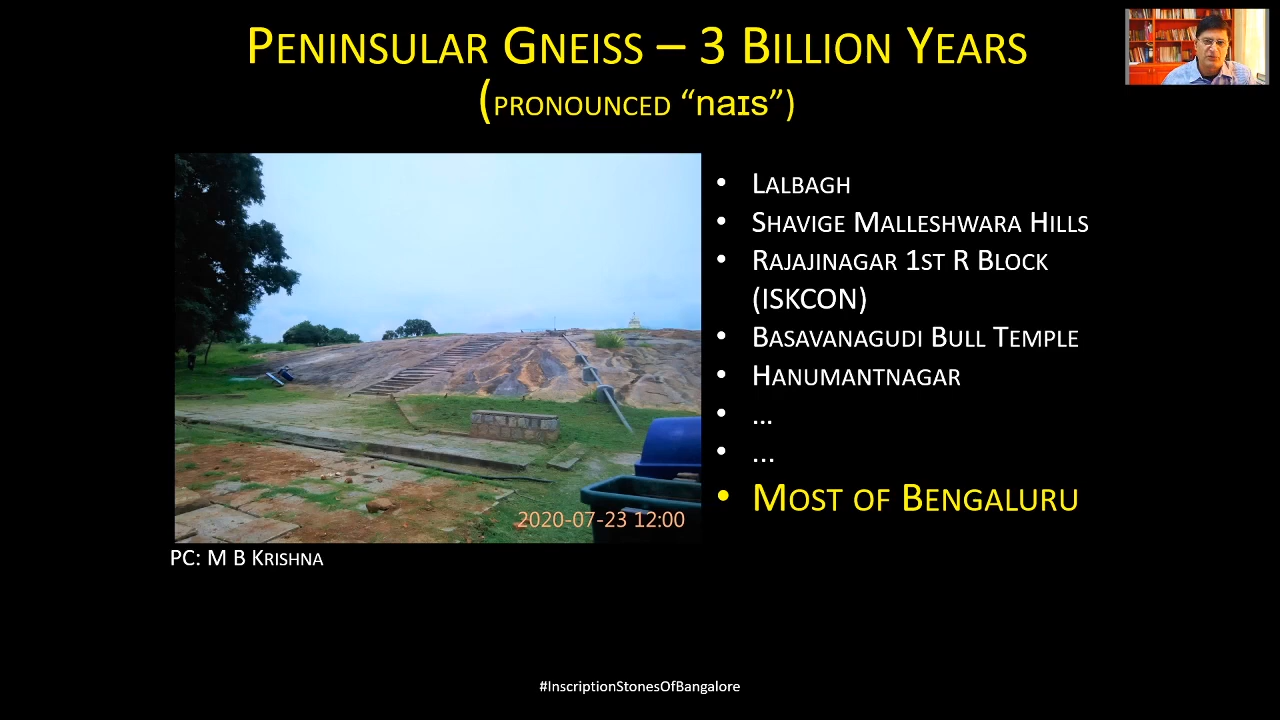 Peninsular Gneiss – 3 Billion Years
(pronounced “naɪs”)
• Lalbagh
• Shavige Malleshwara Hills
• Rajajinagar 1st R Block
(ISKCON)
• Basavanagudi Bull Temple
• Hanumantnagar
• ...
• ...
• Most of Bengaluru
2020-07-23 12:00
PC: M B Krishna
#InscriptionStonesOfBangalore